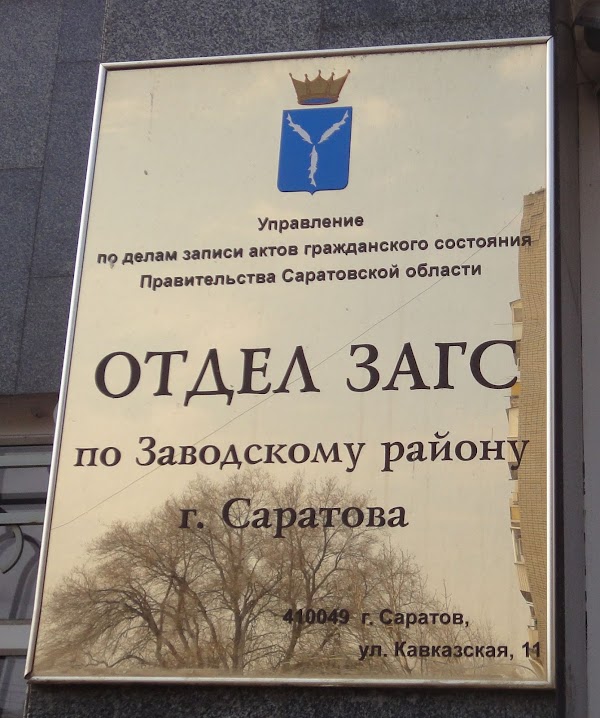 Управление
по делам записи актов гражданского состояния
Правительства Саратовской области
ОТДЕЛ ЗАГС
по Заводскому району
г. Саратова
410049 г. Саратов,
ул. Кавказская, 11